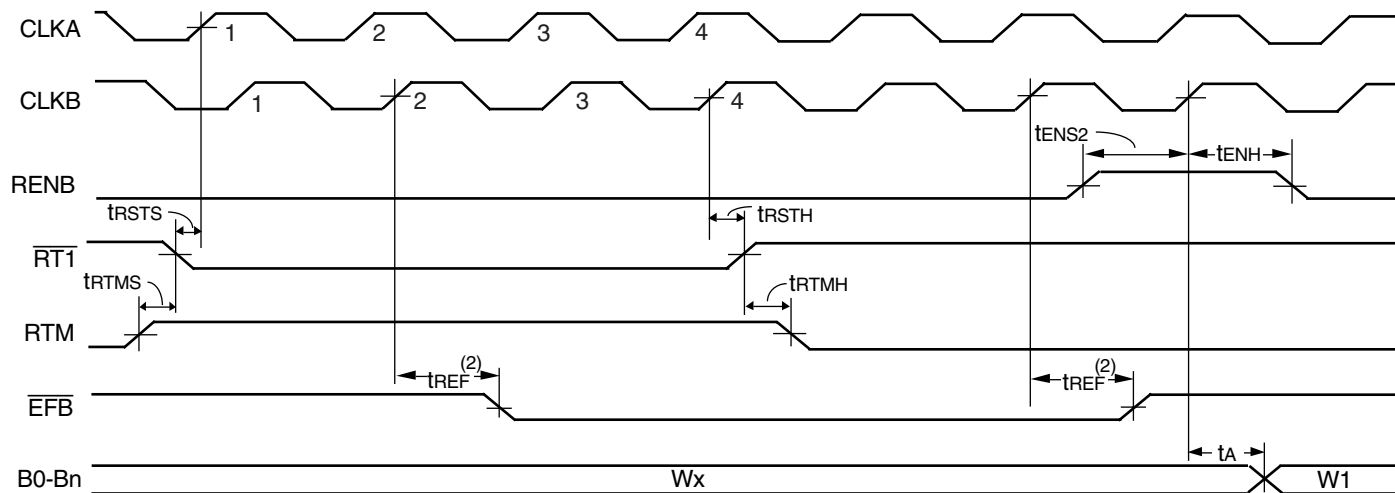 CLKA 1 2 3 4
CLKB 1 2 3 4
tENS2 tENH
RENB
tRSTS tRSTH
RT1
tRTMS tRTMH
RTM
tREF(2) tREF(2)
EFB
tA
B0-Bn Wx W1